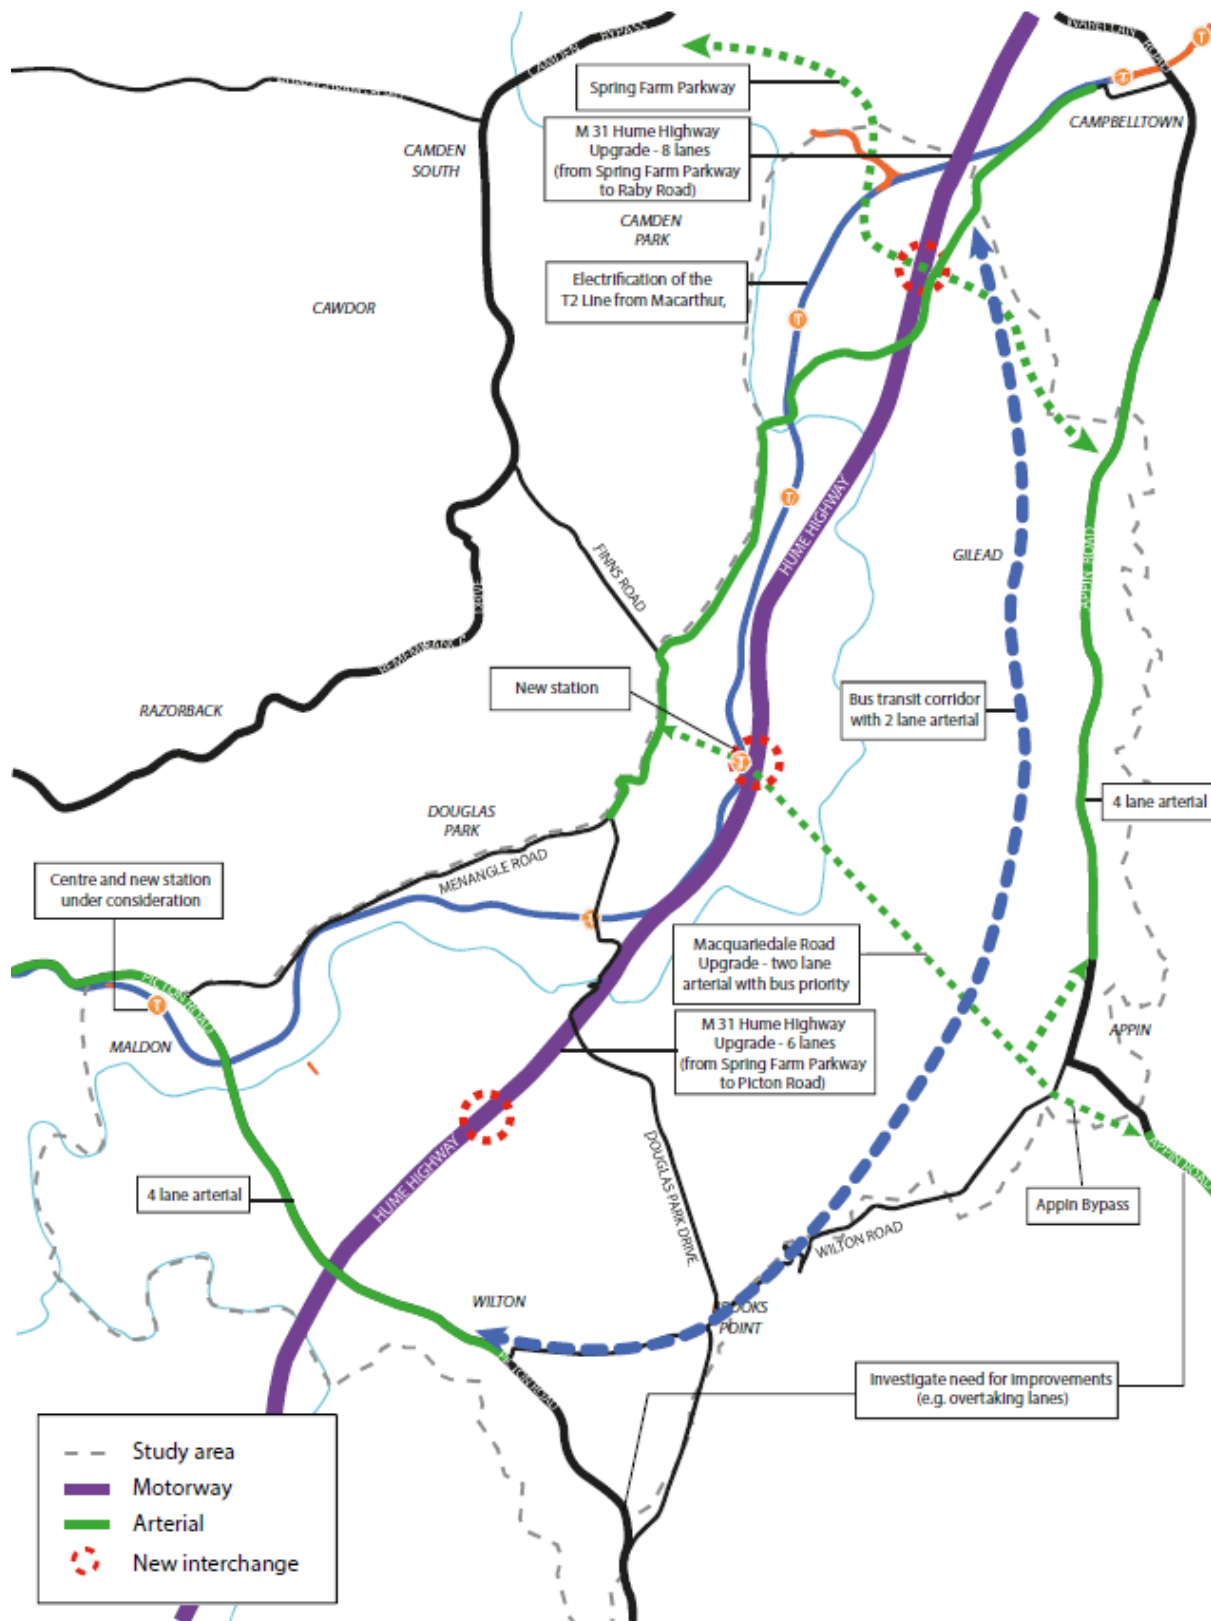 CAMDEN BYPASS
NARELLAN ROAD
T
T
Spring Farm Parkway
CAMPBELLTOWN
M 31 Hume Highway
Upgrade - 8 lanes
(from Spring Farm Parkway
to Raby Road)
CAMDEN
SOUTH
CAMDEN
PARK
Electrification of the
T2 Line from Macarthur,
CAWDOR
T
T
HUME HIGHWAY
GILEAD
APPIN ROAD
FINNS ROAD
New station
Bus transit corridor
with 2 lane arterial
RAZORBACK
T
4 lane arterial
DOUGLAS
PARK
MENANGLE ROAD
Centre and new station
under consideration
T
Macquariedale Road
Upgrade - two lane
arterial with bus priority
PICTON ROAD
T
MALDON
M 31 Hume Highway
Upgrade - 6 lanes
(from Spring Farm Parkway
to Picton Road)
APPIN
HUME HIGHWAY
DOUGLAS PARK DRIVE
APPIN ROAD
4 lane arterial
Appin Bypass
WILTON ROAD
WILTON
BROOKS
POINT
PICTON ROAD
Investigate need for improvements
(e.g. overtaking lanes)
Study area
Motorway
Arterial
New interchange